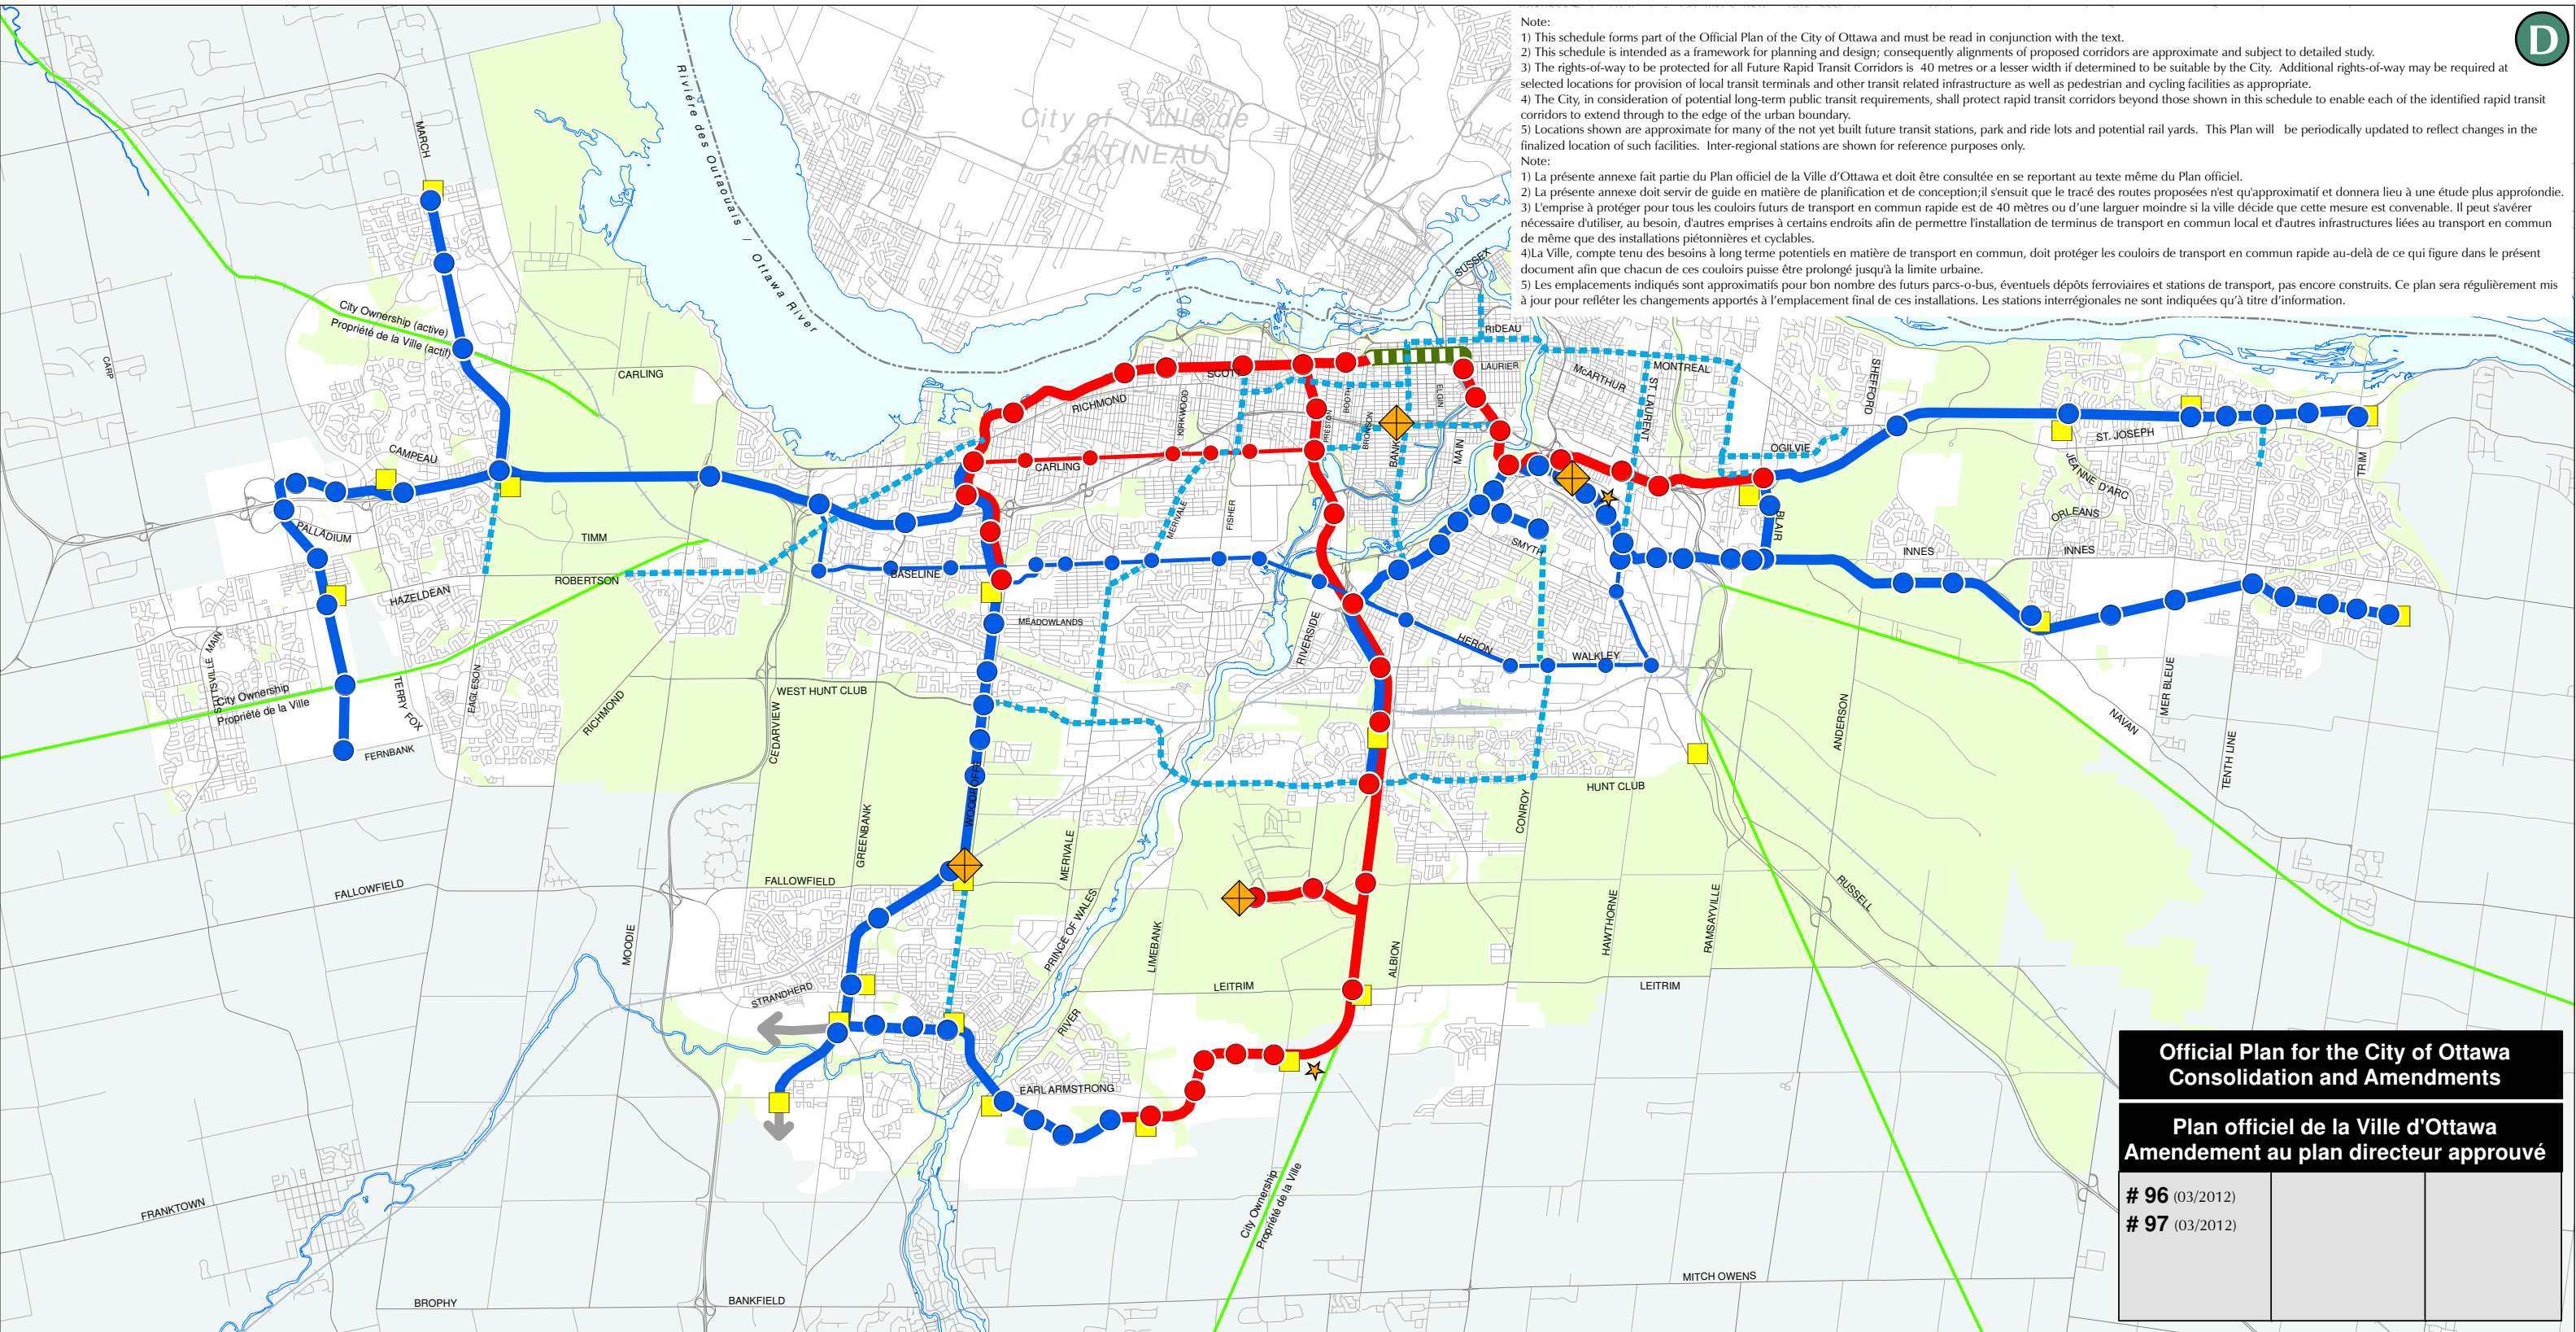 Note:
1) This schedule forms part of the Official Plan of the City of Ottawa and must be read in conjunction with the text.
2) This schedule is intended as a framework for planning and design; consequently alignments of proposed corridors are approximate and subject to detailed study.
3) The rights-of-way to be protected for all Future Rapid Transit Corridors is 40 metres or a lesser width if determined to be suitable by the City. Additional rights-of-way may be required at
selected locations for provision of local transit terminals and other transit related infrastructure as well as pedestrian and cycling facilities as appropriate.
4) The City, in consideration of potential long-term public transit requirements, shall protect rapid transit corridors beyond those shown in this schedule to enable each of the identified rapid transit
corridors to extend through to the edge of the urban boundary.
5) Locations shown are approximate for many of the not yet built future transit stations, park and ride lots and potential rail yards. This Plan will be periodically updated to reflect changes in the
finalized location of such facilities. Inter-regional stations are shown for reference purposes only.
Note:
1) La présente annexe fait partie du Plan officiel de la Ville d'Ottawa et doit être consultée en se reportant au texte même du Plan officiel.
2) La présente annexe doit servir de guide en matière de planification et de conception;il s'ensuit que le tracé des routes proposées n'est qu'approximatif et donnera lieu à une étude plus approfondie.
3) L'emprise à protéger pour tous les couloirs futurs de transport en commun rapide est de 40 mètres ou d'une larguer moindre si la ville décide que cette mesure est convenable. Il peut s'avérer
nécessaire d'utiliser, au besoin, d'autres emprises à certains endroits afin de permettre l'installation de terminus de transport en commun local et d'autres infrastructures liées au transport en commun
de même que des installations piétonnières et cyclables.
4)La Ville, compte tenu des besoins à long terme potentiels en matière de transport en commun, doit protéger les couloirs de transport en commun rapide au-delà de ce qui figure dans le présent
document afin que chacun de ces couloirs puisse être prolongé jusqu'à la limite urbaine.
5) Les emplacements indiqués sont approximatifs pour bon nombre des futurs parcs-o-bus, éventuels dépôts ferroviaires et stations de transport, pas encore construits. Ce plan sera régulièrement mis
à jour pour refléter les changements apportés à l'emplacement final de ces installations. Les stations interrégionales ne sont indiquées qu'à titre d'information.
D
City of / Ville de
GATINEAU
Rivière des Outaouais / Ottawa River
MARCH
City Ownership (active)
Propriété de la Ville (actif)
CARP
CARLING
CAMPEAU
PALLADIUM
TIMM
ROBERTSON
HAZELDEAN
STITTSVILLE MAIN
City Ownership
Propriété de la Ville
TERRY FOX
EAGLESON
RICHMOND
FERNBANK
FALLOWFIELD
FRANKTOWN
BROPHY
MOODIE
SUSSEX
RIDEAU
LAURIER
SCOTT
RICHMOND
KIRKWOOD
CARLING
PRESTON
BOOTH
BRONSON
BANK
ELGIN
MAIN
McARTHUR
MONTREAL
ST. LAURENT
SHEFFORD
OGILVIE
BLAIR
ST. JOSEPH
JEANNE D'ARC
ORLEANS
TRIM
INNES
INNES
SMYTH
MERIVALE
FISHER
BASELINE
MEADOWLANDS
WEST HUNT CLUB
CEDARVIEW
GREENBANK
WOODROFFE
MERIVALE
RIVERSIDE
HERON
WALKLEY
HUNT CLUB
CONROY
ANDERSON
MER BLEUE
NAVAN
TENTH LINE
RUSSELL
HAWTHORNE
RAMSAYVILLE
FALLOWFIELD
PRINCE OF WALES
LIMEBANK
ALBION
STRANDHERD
RIVER
LEITRIM
LEITRIM
EARL ARMSTRONG
City Ownership
Propriété de la Ville
MITCH OWENS
BANKFIELD
Official Plan for the City of Ottawa
Consolidation and Amendments
Plan officiel de la Ville d'Ottawa
Amendement au plan directeur approuvé
# 96 (03/2012)
# 97 (03/2012)